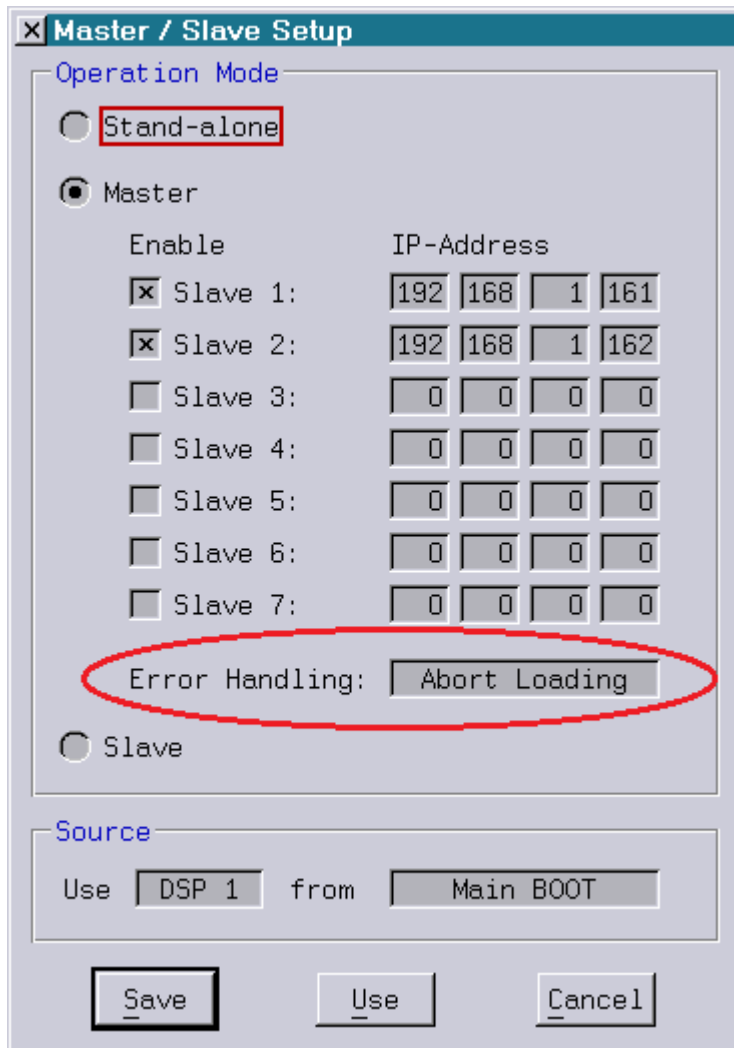 Master / Slave Setup
Operation Mode
Stand-alone
Master
Enable IP-Address
Slave 1: 192 168 1 161
Slave 2: 192 168 1 162
Slave 3: 0 0 0 0
Slave 4: 0 0 0 0
Slave 5: 0 0 0 0
Slave 6: 0 0 0 0
Slave 7: 0 0 0 0
Error Handling: Abort Loading
Slave
Source
Use DSP 1 from Main BOOT
Save Use Cancel